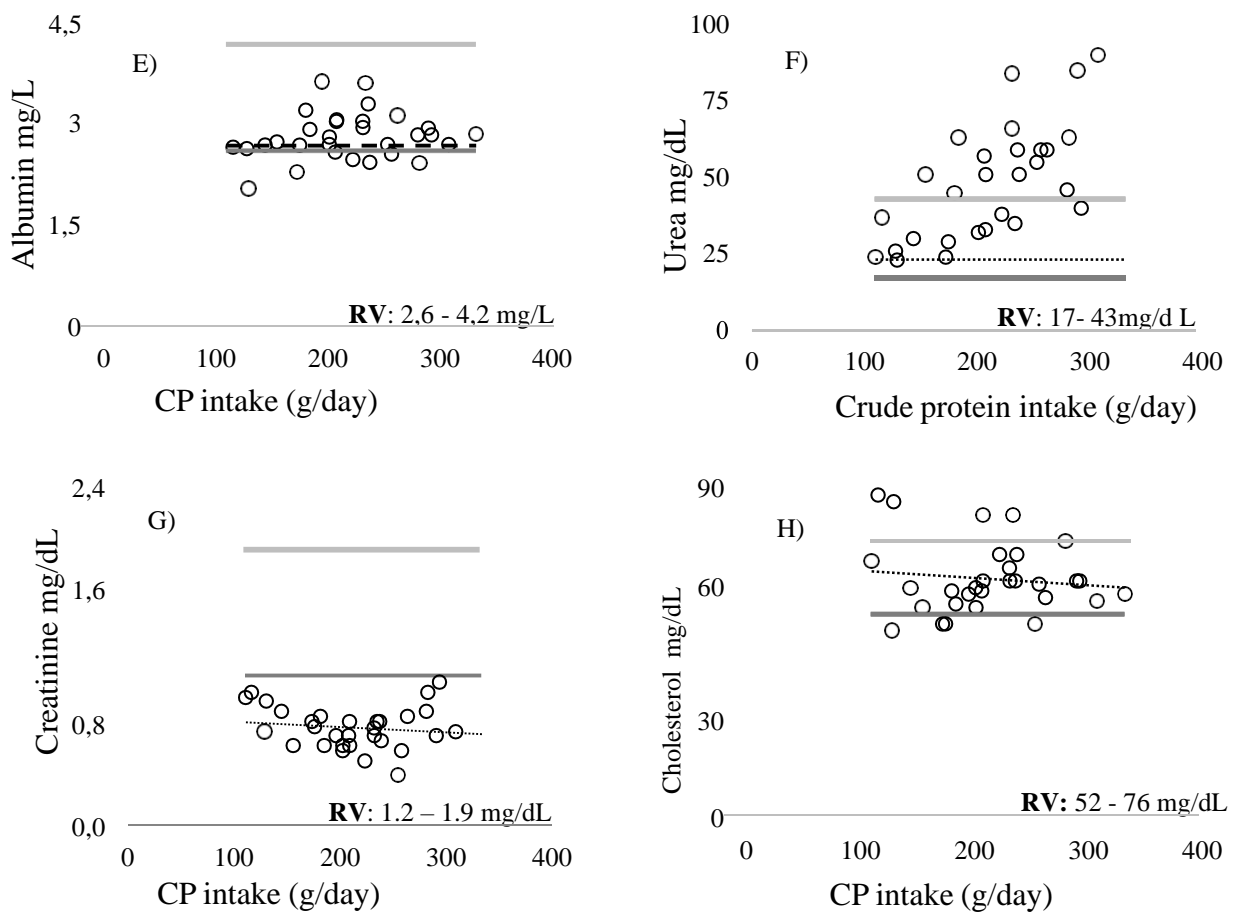 4,5
E)
3
1,5
0
Albumin mg/L
RV: 2,6 - 4,2 mg/L
0 100 200 300 400
CP intake (g/day)
100
F)
75
50
25
0
Urea mg/dL
RV: 17- 43mg/d L
0 100 200 300 400
Crude protein intake (g/day)
2,4
G)
1,6
0,8
0,0
Creatinine mg/dL
RV: 1.2 – 1.9 mg/dL
0 100 200 300 400
CP intake (g/day)
90
H)
60
30
0
Cholesterol mg/dL
RV: 52 - 76 mg/dL
0 100 200 300 400
CP intake (g/day)